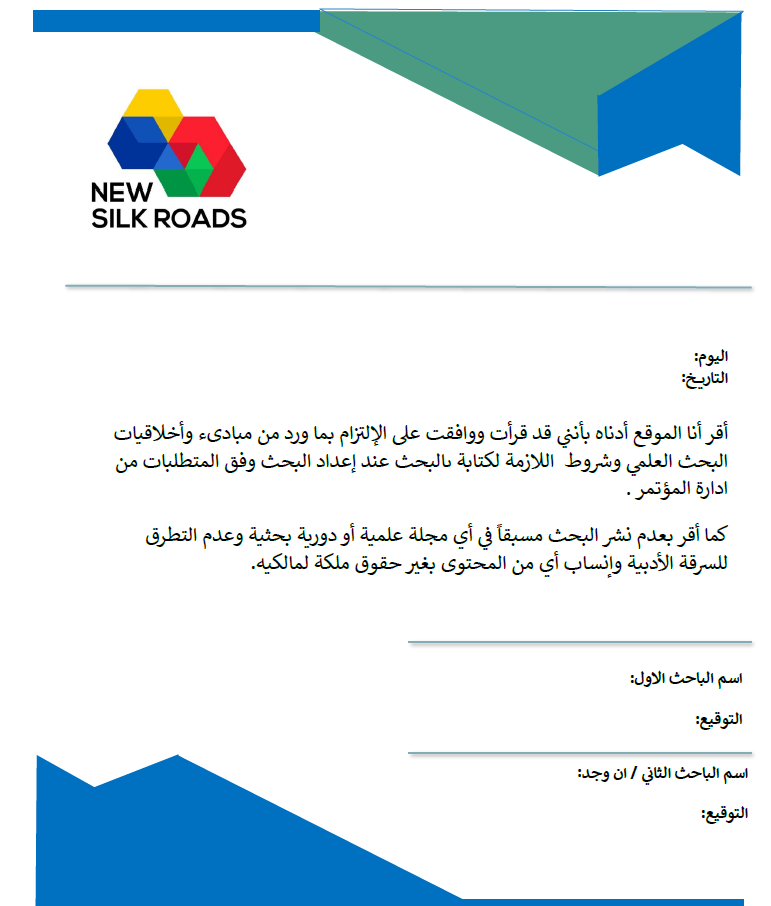 NEW
SILK ROADS
اليوم:
التاريخ:
أقر أنا الموقع أدناه بأنني قد قرأت ووافقت على الإلتزام بما ورد من مبادىء وأخلاقيات
البحث العلمي وشروط اللازمة لكتابة بالبحث عند إعداد البحث وفق المتطلبات من
ادارة المؤتمر .
كما أقر بعدم نشر البحث مسبقاً في أي مجلة علمية أو دورية بحثية وعدم التطرق
للسرقة الأدبية وإنساب أي من المحتوى بغير حقوق ملكة لمالكيه.
اسم الباحث الاول:
التوقيع:
اسم الباحث الثاني / ان وجد:
التوقيع: